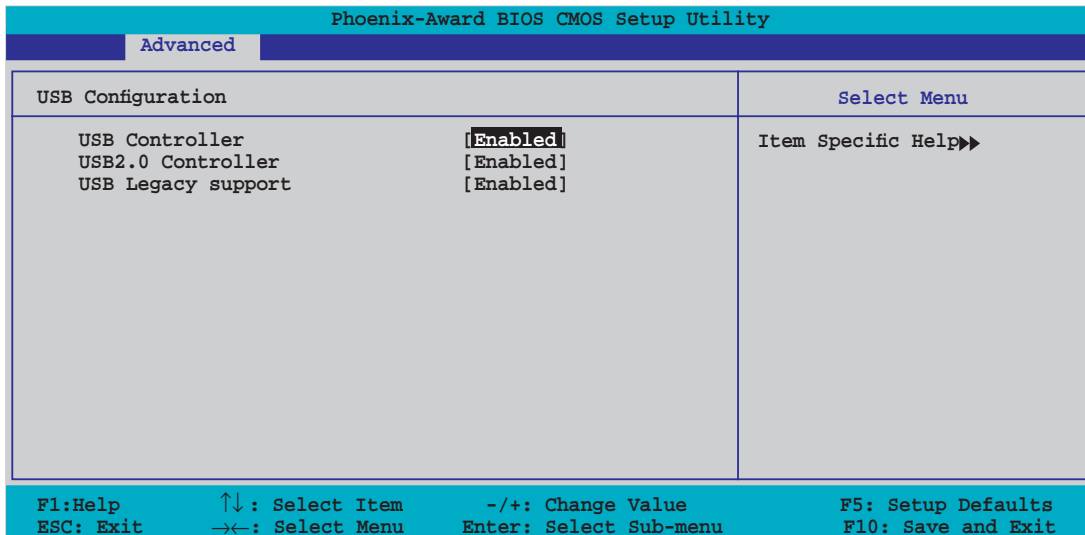 Phoenix-Award BIOS CMOS Setup Utility
Advanced
USB Configuration
Select Menu
USB Controller [Enabled]
USB2.0 Controller [Enabled]
USB Legacy support [Enabled]
Item Specific Help▶▶
F1:Help ↑↓: Select Item -/+: Change Value F5: Setup Defaults
ESC: Exit →←: Select Menu Enter: Select Sub-menu F10: Save and Exit